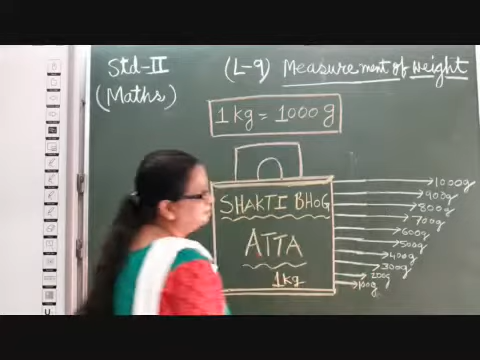 Std-II
(L-9) Measurement of Weight
(Maths)
1 kg = 1000 g
SHAKTI BHOG
ATTA
1kg
1000g
900g
800g
700g
600g
500g
400g
300g
200g
100g